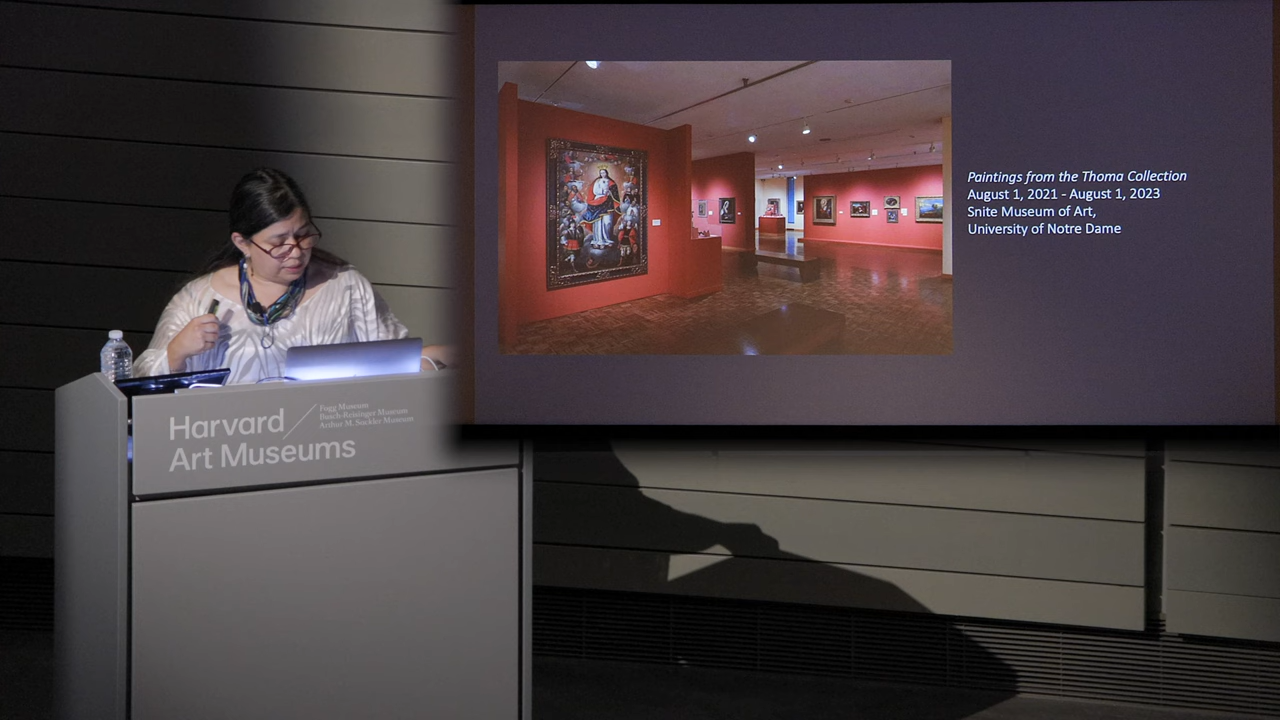 Paintings from the Thoma Collection
August 1, 2021 - August 1, 2023
Snite Museum of Art,
University of Notre Dame
Harvard
Art Museums
Fogg Museum
Busch-Reisinger Museum
Arthur M. Sackler Museum